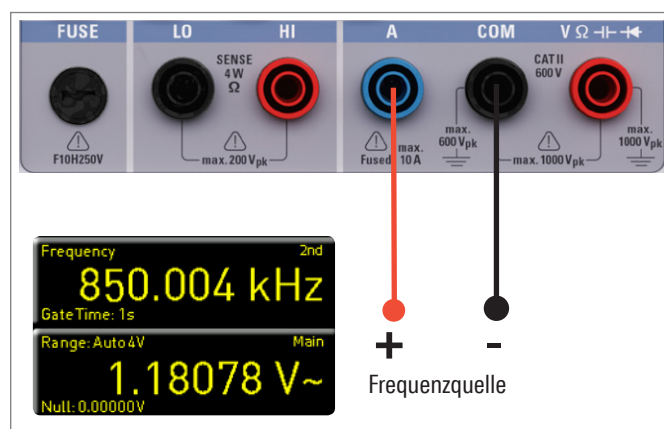 FUSE LO HI A COM V Ω ⊣⊢ ⯇
SENSE
4 W
Ω
CAT II
600 V
F10H250V
max. 200 Vpk
Fused
max.
10 A
max.
600 Vpk
max. 1000 Vpk
max.
1000 Vpk
Frequency 2nd
850.004 kHz
GateTime: 1s
Range: Auto 4V Main
1.18078 V~
Null: 0.00000V
+ -
Frequenzquelle